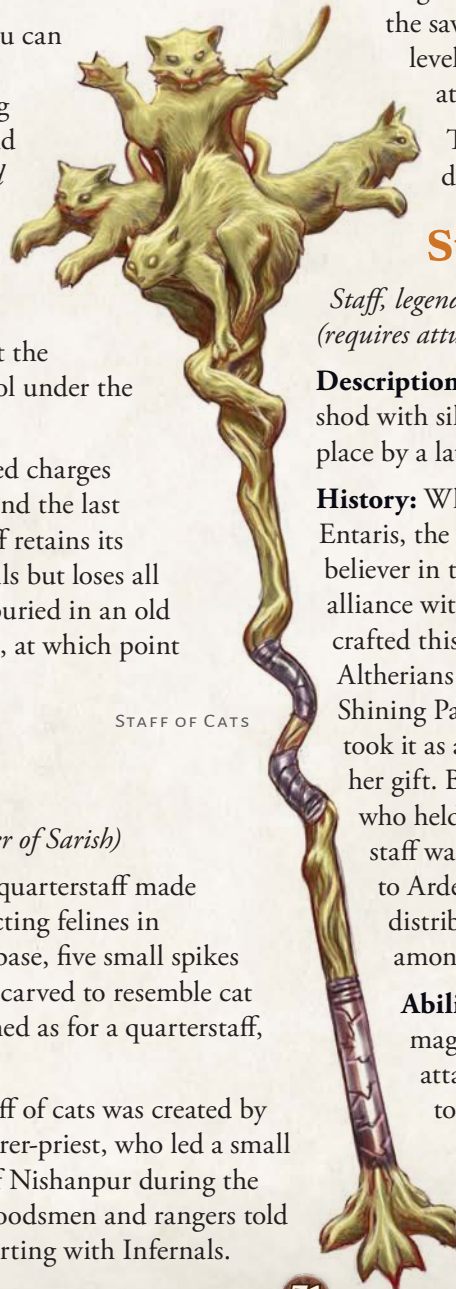 u can
g
d
l
t the
ol under the
ed charges
nd the last
f retains its
ls but loses all
buried in an old
, at which point
STAFF OF CATS
er of Sarish)
quarterstaff made
cting felines in
base, five small spikes
carved to resemble cat
ned as for a quarterstaff,
ff of cats was created by
rer-priest, who led a small
f Nishanpur during the
oodsmen and rangers told
rting with Infernals.
the sav
level
at
T
d
S
Staff, legend
(requires attu
Description
shod with sil
place by a la
History: Wh
Entaris, the
believer in t
alliance wit
crafted this
Altherians
Shining Pa
took it as a
her gift. B
who held
staff wa
to Arde
distrib
amon
Abili
mag
atta
to